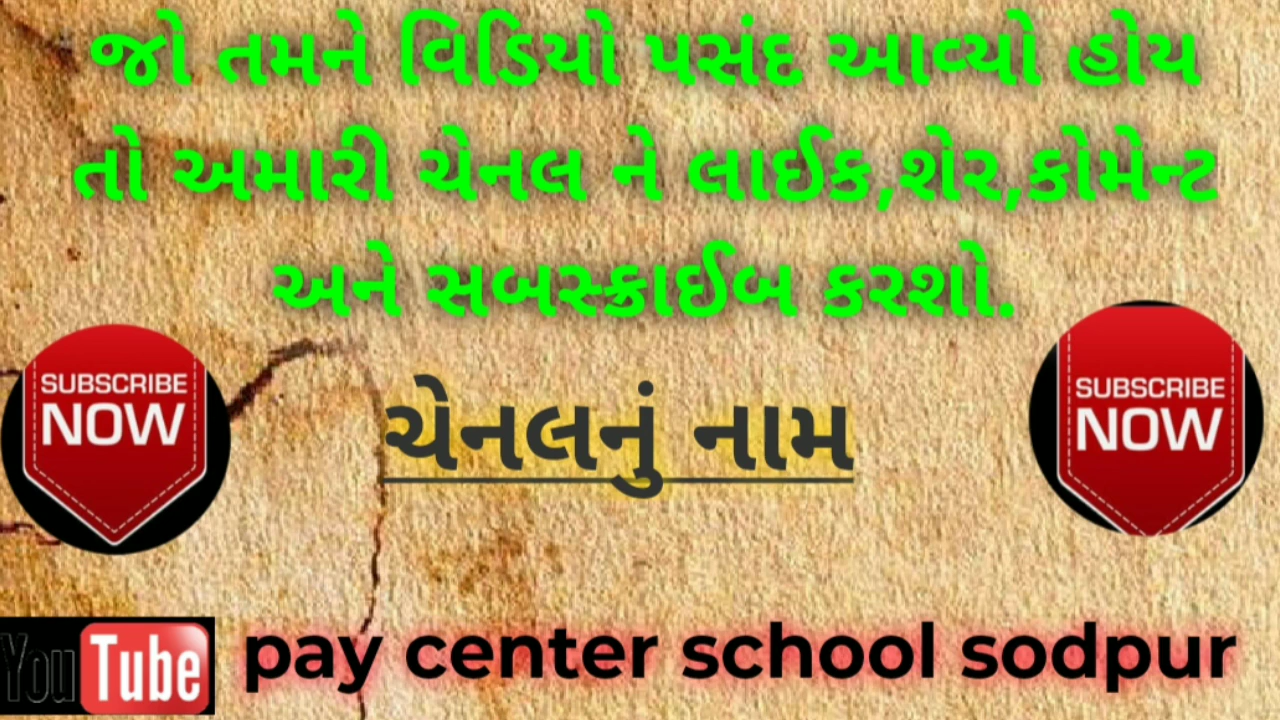 જો તમને વિડિયો પસંદ આવ્યો હોય
તો અમારી ચેનલ ને લાઈક,શેર,કોમેન્ટ
અને સબસ્ક્રાઈબ કરશો.
SUBSCRIBE
NOW
SUBSCRIBE
NOW
ચેનલનું નામ
YouTube pay center school sodpur